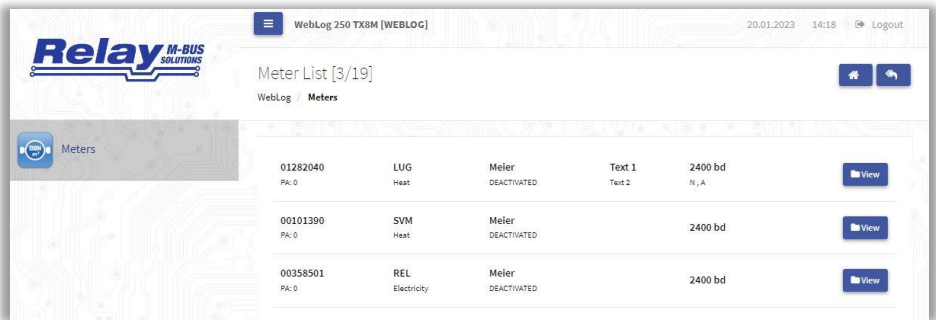 Relay M-BUS SOLUTIONS
WebLog 250 TX8M [WEBLOG] 20.01.2023 14:18 Logout
Meter List [3/19]
WebLog / Meters
Meters
01282040 LUG Meier Text 1 2400 bd View
PA: 0 Heat DEACTIVATED Text 2 N , A
00101390 SVM Meier 2400 bd View
PA: 0 Heat DEACTIVATED
00358501 REL Meier 2400 bd View
PA: 0 Electricity DEACTIVATED